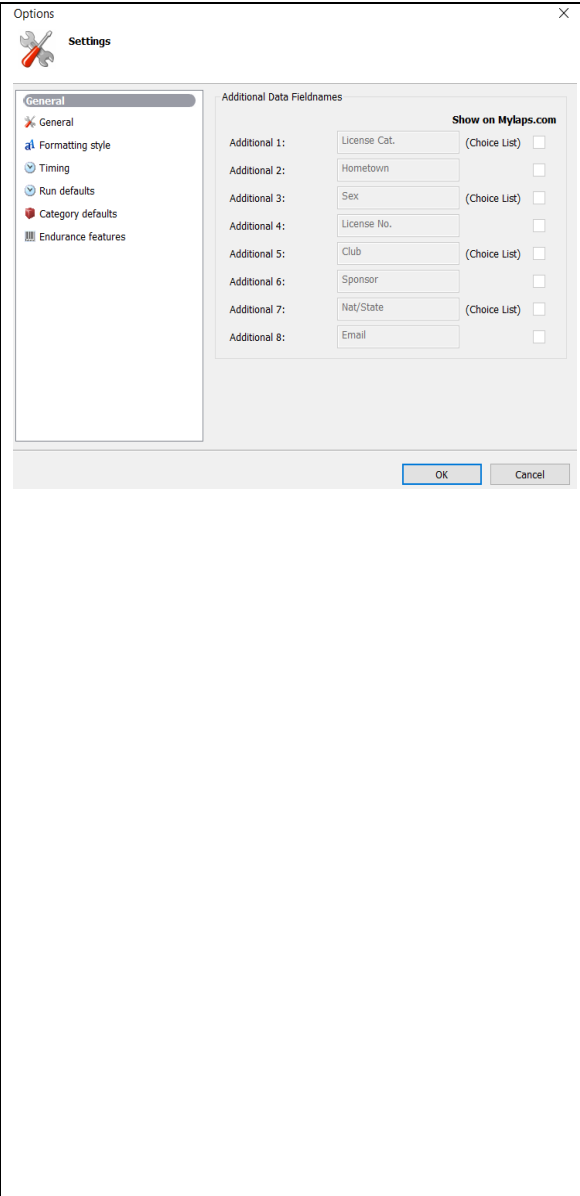 Options
Settings
General
General
Formatting style
Timing
Run defaults
Category defaults
Endurance features
Additional Data Fieldnames
Show on Mylaps.com
Additional 1: License Cat. (Choice List)
Additional 2: Hometown
Additional 3: Sex (Choice List)
Additional 4: License No.
Additional 5: Club (Choice List)
Additional 6: Sponsor
Additional 7: Nat/State (Choice List)
Additional 8: Email
OK Cancel